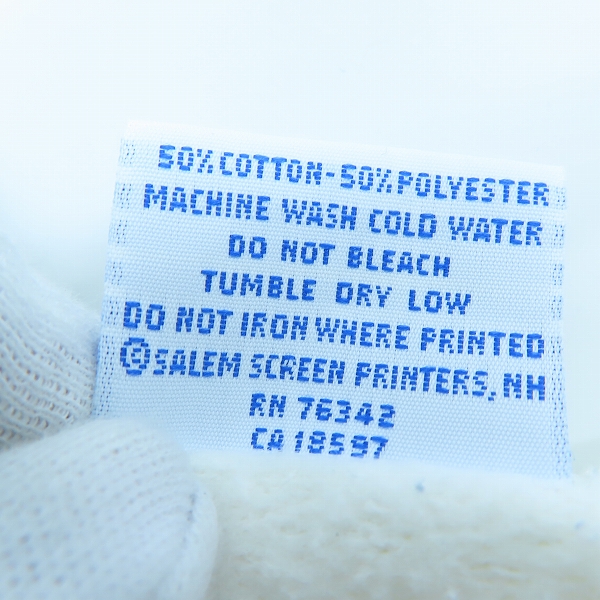 50% COTTON-50% POLYESTER
MACHINE WASH COLD WATER
DO NOT BLEACH
TUMBLE DRY LOW
DO NOT IRON WHERE PRINTED
© SALEM SCREEN PRINTERS, NH
RN 76342
CA 18597